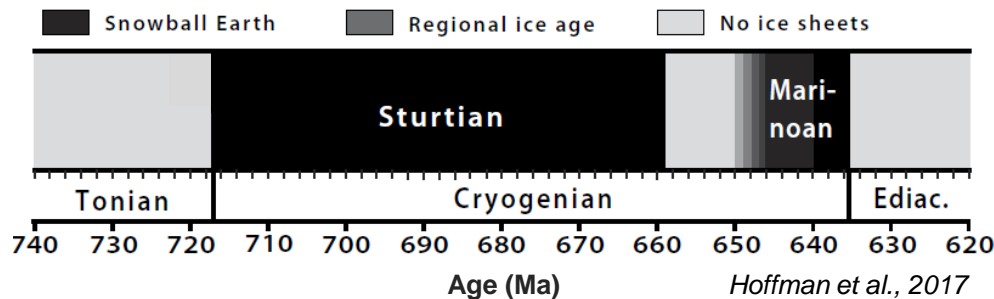 Snowball Earth Regional ice age No ice sheets
Sturtian
Mari-
noan
Tonian Cryogenian Ediac.
740 730 720 710 700 690 680 670 660 650 640 630 620
Age (Ma) Hoffman et al., 2017